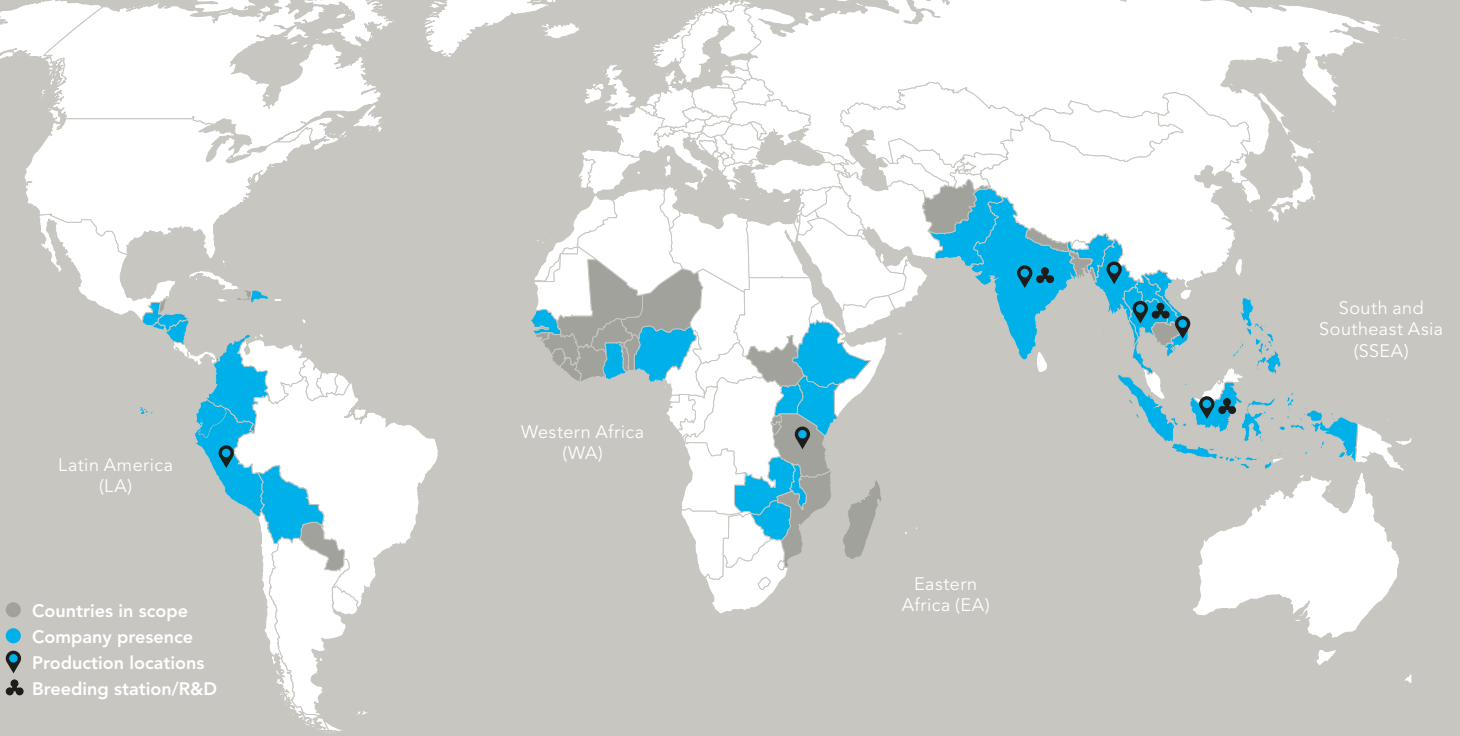 South and
Southeast Asia
(SSEA)
Western Africa
(WA)
Latin America
(LA)
Eastern
Africa (EA)
Countries in scope
Company presence
Production locations
Breeding station/R&D